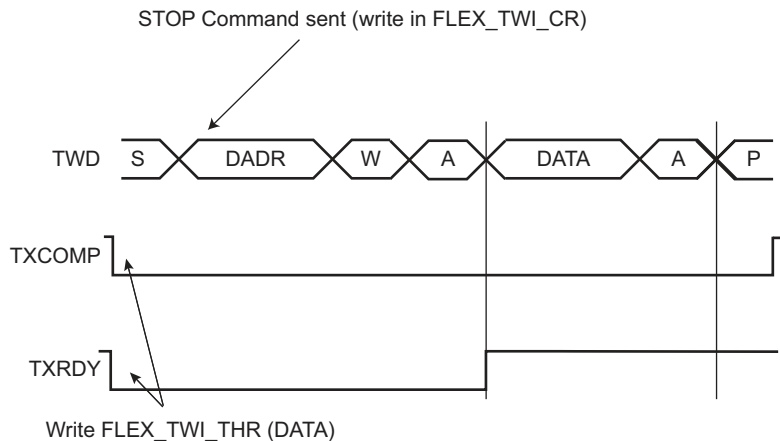 STOP Command sent (write in FLEX_TWI_CR)
TWD S DADR W A DATA A P
TXCOMP
TXRDY
Write FLEX_TWI_THR (DATA)